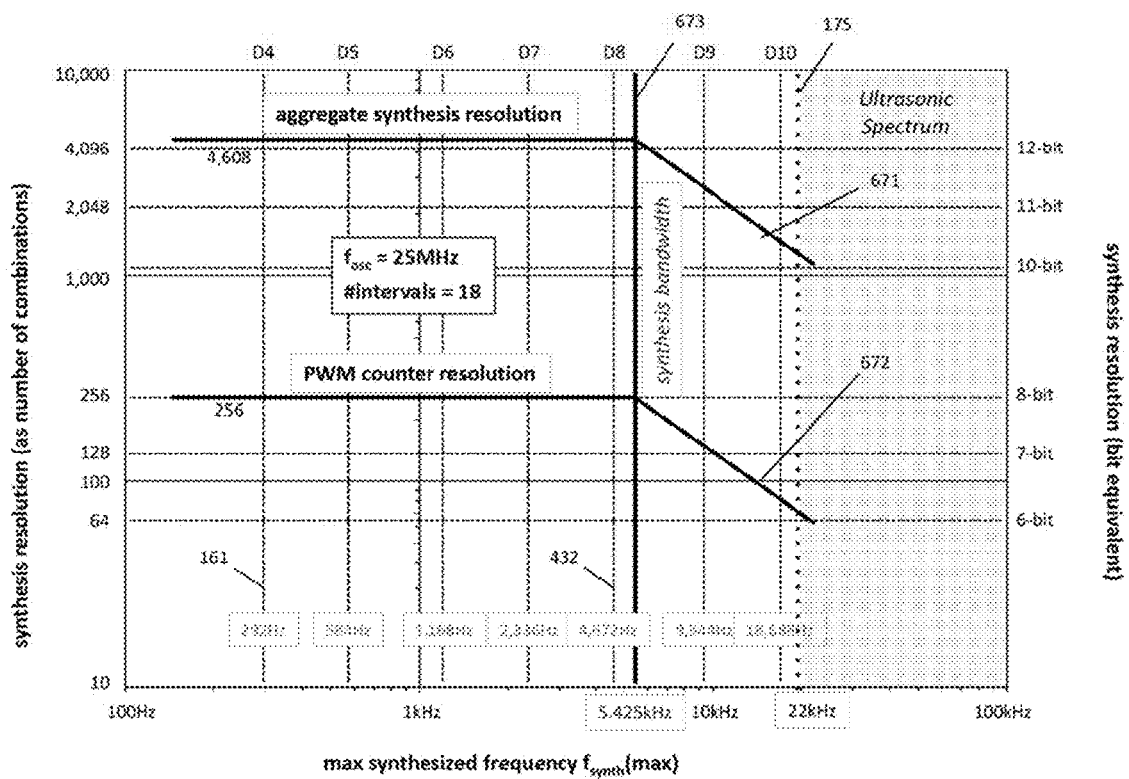 673
175
D4 D5 D6 D7 D8 D9 D10
10,000
Ultrasonic
Spectrum
aggregate synthesis resolution
4,608
4,096
12-bit
671
2,048
11-bit
synthesis bandwidth
f_osc = 25MHz
#intervals = 18
1,000
10-bit
synthesis resolution (as number of combinations)
synthesis resolution (bit equivalent)
PWM counter resolution
672
256
256
8-bit
128
7-bit
100
64
6-bit
161
432
292Hz 584Hz 1,168Hz 2,336Hz 4,672Hz
10
100Hz 1kHz 5.425kHz 10kHz 22kHz 100kHz
max synthesized frequency f_synth(max)